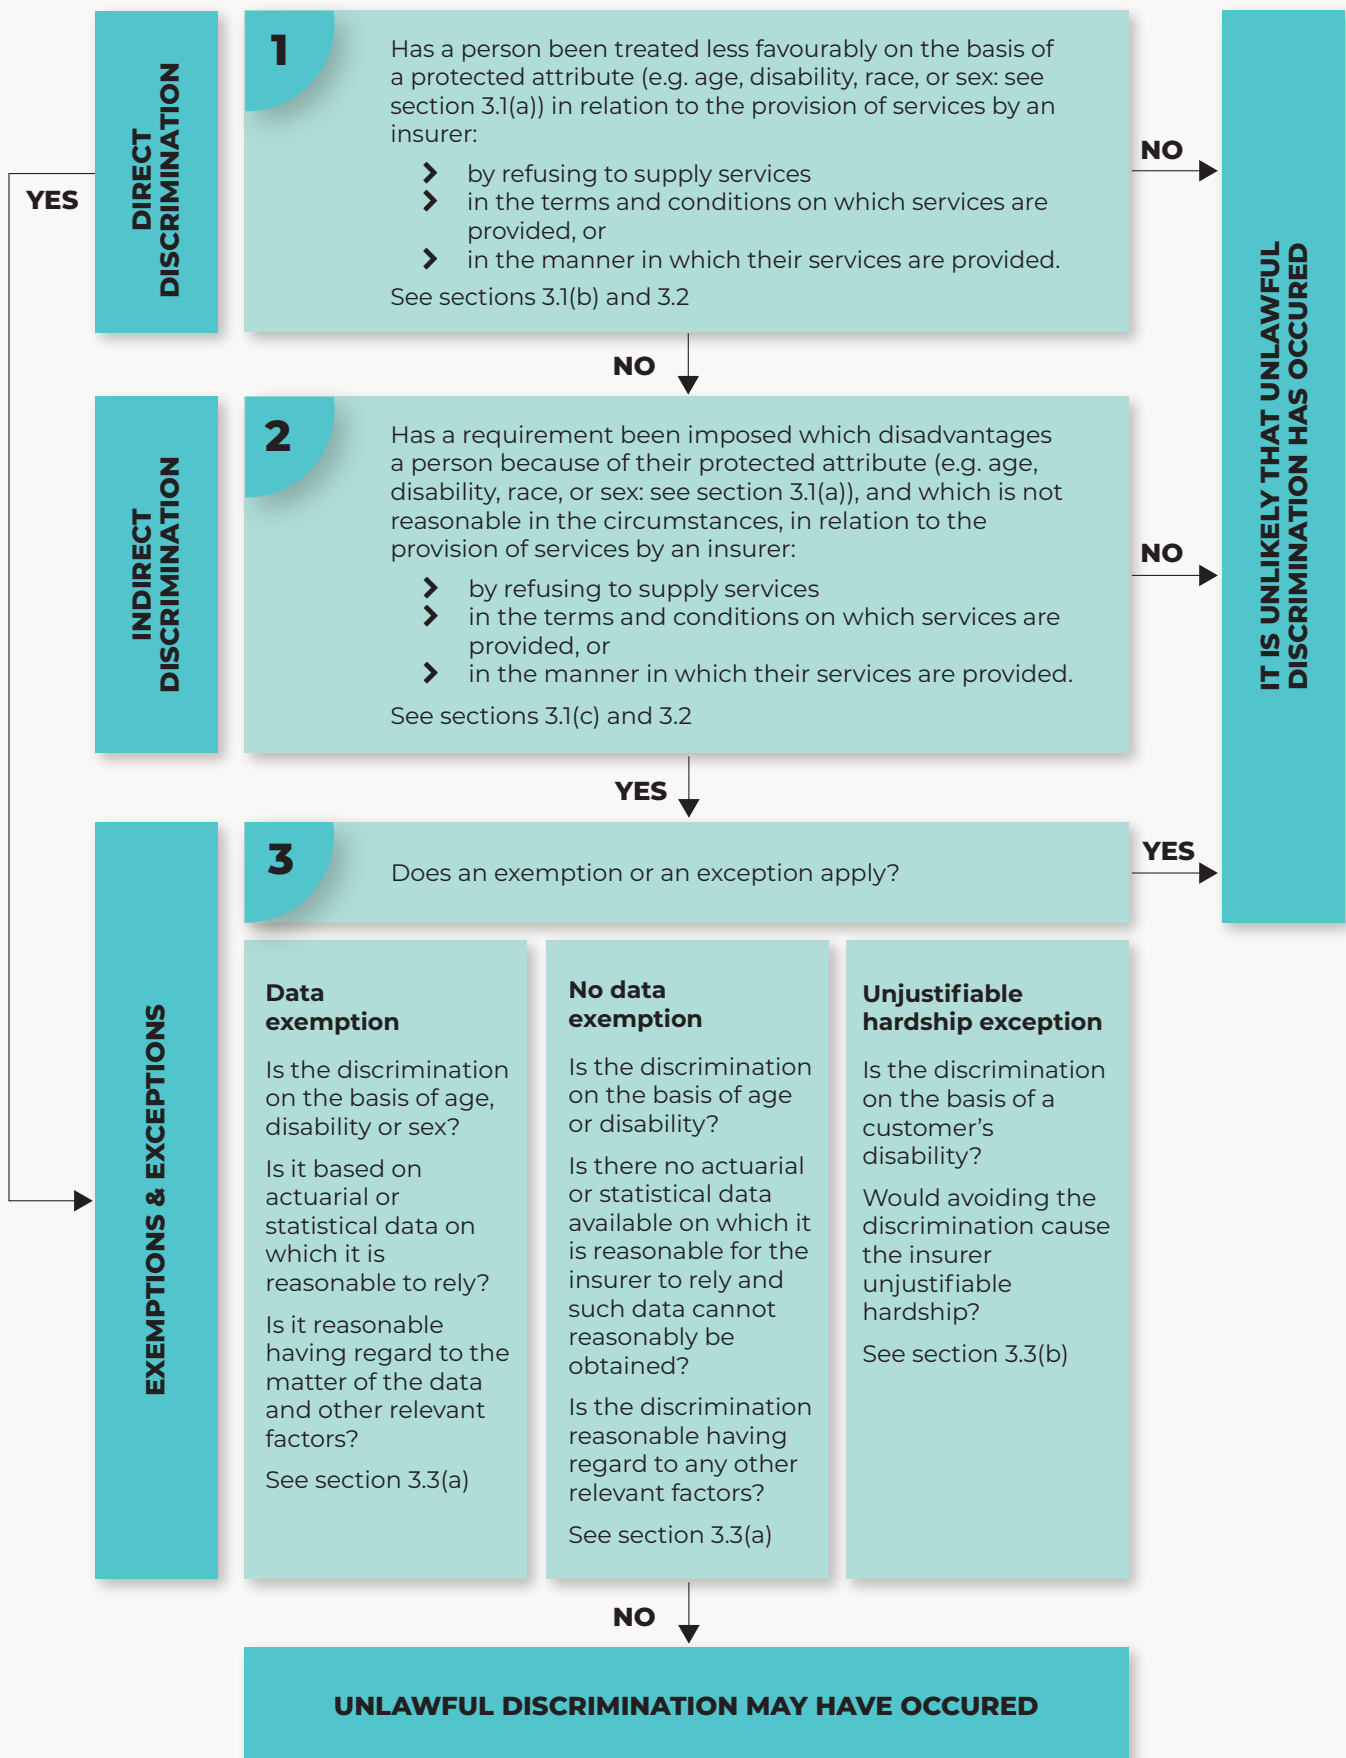 DIRECT
DISCRIMINATION
1
Has a person been treated less favourably on the basis of
a protected attribute (e.g. age, disability, race, or sex: see
section 3.1(a)) in relation to the provision of services by an
insurer:
by refusing to supply services
in the terms and conditions on which services are
provided, or
in the manner in which their services are provided.
See sections 3.1(b) and 3.2
NO
YES
IT IS UNLIKELY THAT UNLAWFUL
DISCRIMINATION HAS OCCURED
NO
INDIRECT
DISCRIMINATION
2
Has a requirement been imposed which disadvantages
a person because of their protected attribute (e.g. age,
disability, race, or sex: see section 3.1(a)), and which is not
reasonable in the circumstances, in relation to the
provision of services by an insurer:
by refusing to supply services
in the terms and conditions on which services are
provided, or
in the manner in which their services are provided.
See sections 3.1(c) and 3.2
NO
YES
EXEMPTIONS & EXCEPTIONS
3
Does an exemption or an exception apply?
YES
Data
exemption
Is the discrimination
on the basis of age,
disability or sex?
Is it based on
actuarial or
statistical data on
which it is
reasonable to rely?
Is it reasonable
having regard to the
matter of the data
and other relevant
factors?
See section 3.3(a)
No data
exemption
Is the discrimination
on the basis of age
or disability?
Is there no actuarial
or statistical data
available on which it
is reasonable for the
insurer to rely and
such data cannot
reasonably be
obtained?
Is the discrimination
reasonable having
regard to any other
relevant factors?
See section 3.3(a)
Unjustifiable
hardship exception
Is the discrimination
on the basis of a
customer's
disability?
Would avoiding the
discrimination cause
the insurer
unjustifiable
hardship?
See section 3.3(b)
NO
UNLAWFUL DISCRIMINATION MAY HAVE OCCURED